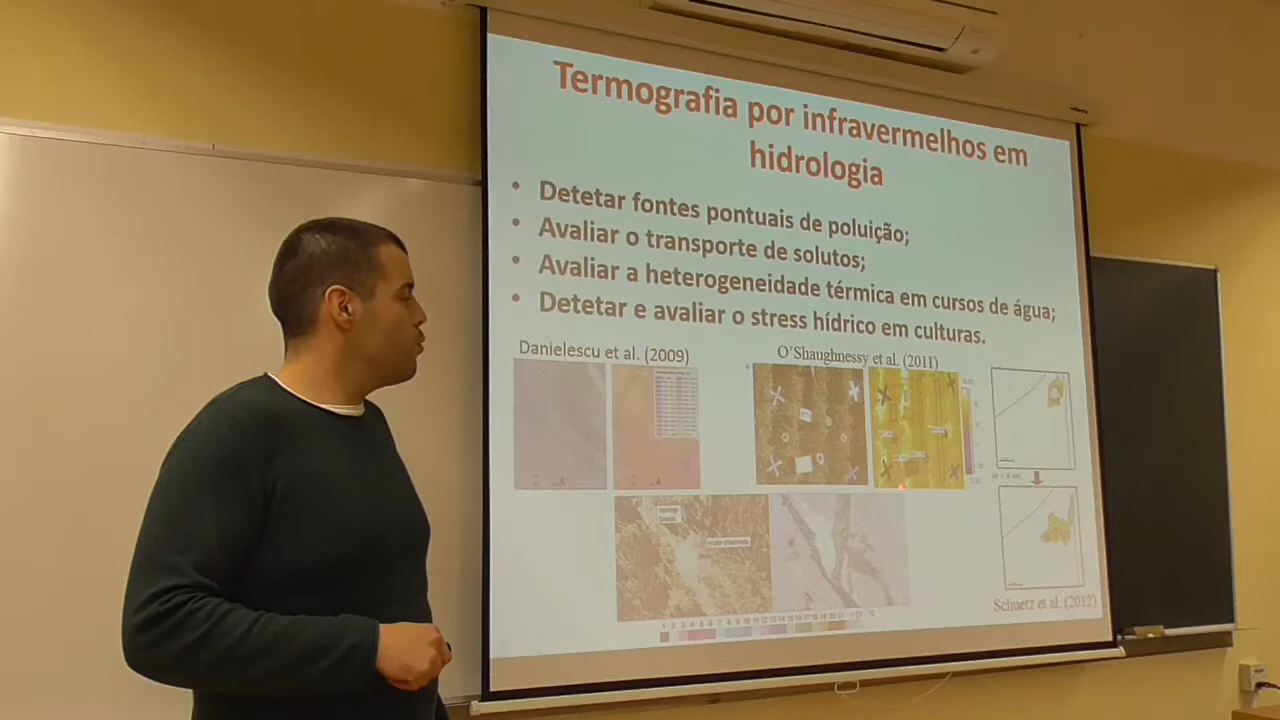 Termografia por infravermelhos em
hidrologia
• Detetar fontes pontuais de poluição;
• Avaliar o transporte de solutos;
• Avaliar a heterogeneidade térmica em cursos de água;
• Detetar e avaliar o stress hídrico em culturas.
Danielescu et al. (2009)
O'Shaughnessy et al. (2011)
Schuetz et al. (2012)